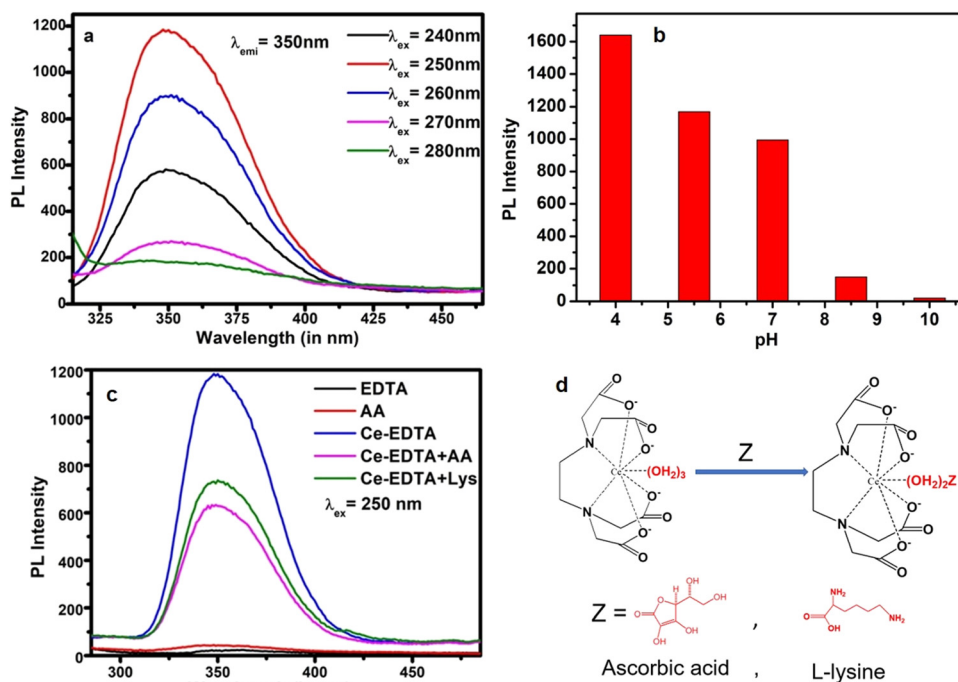 a
λemi= 350nm
λex= 240nm
λex= 250nm
λex= 260nm
λex= 270nm
λex= 280nm
PL Intensity
1200
1000
800
600
400
200
0
325 350 375 400 425 450
Wavelength (in nm)
b
PL Intensity
1600
1400
1200
1000
800
600
400
200
0
4 5 6 7 8 9 10
pH
c
EDTA
AA
Ce-EDTA
Ce-EDTA+AA
Ce-EDTA+Lys
λex= 250 nm
PL Intensity
1200
1000
800
600
400
200
0
300 350 400 450
d
O
O-
O
O-
N
Ce
(OH2)3
N
O-
O
O-
O
Z
O
O-
O
O-
N
Ce
(OH2)2Z
N
O-
O
O-
O
Z =
OH
H
O
O
OH
HO
OH
,
NH2
O
OH
NH2
Ascorbic acid , L-lysine